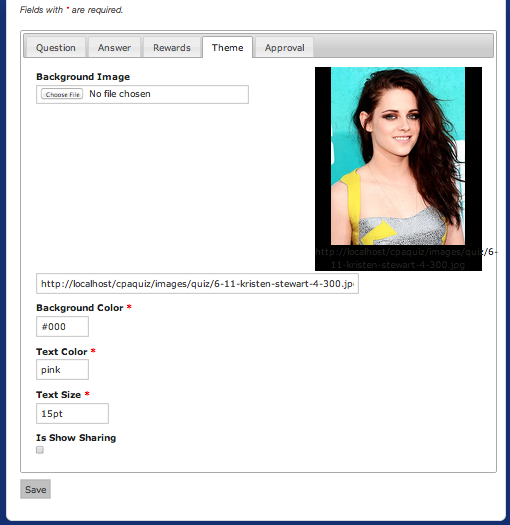 Fields with * are required.
Question Answer Rewards Theme Approval
Background Image
Choose File No file chosen
http://localhost/cpaquiz/images/quiz/6-
11-kristen-stewart-4-300.jpg
http://localhost/cpaquiz/images/quiz/6-11-kristen-stewart-4-300.jp
Background Color *
#000
Text Color *
pink
Text Size *
15pt
Is Show Sharing
Save